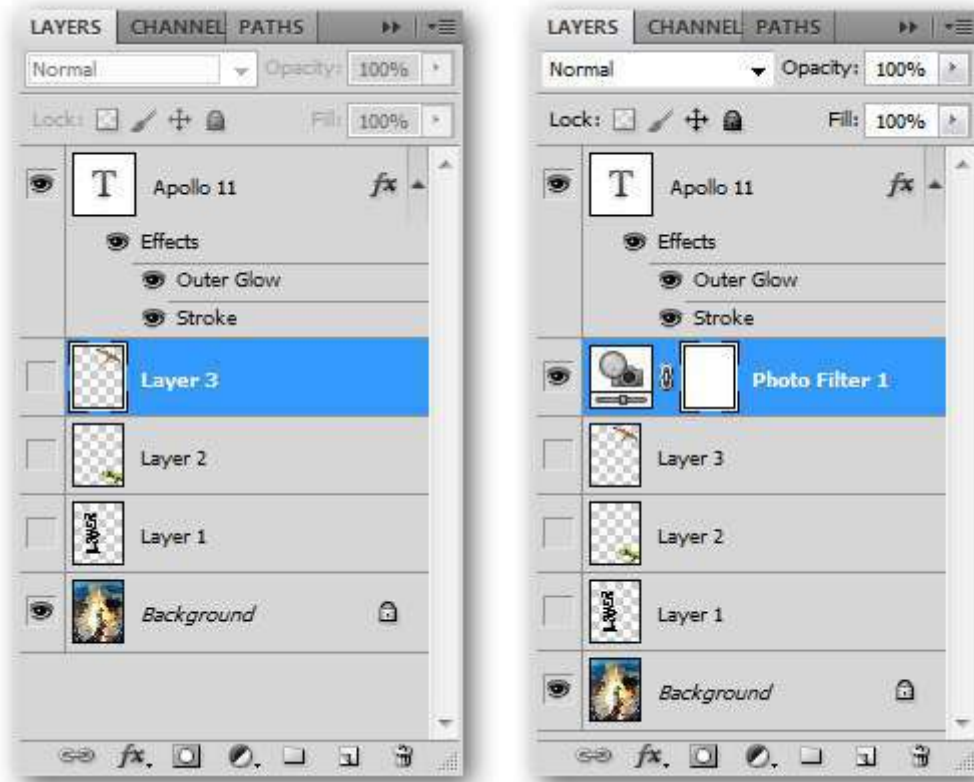 LAYERS CHANNEL PATHS
Normal Opacity: 100%
Lock: Fill: 100%
T Apollo 11 fx
Effects
Outer Glow
Stroke
Layer 3
Layer 2
Layer 1
Background
fx.
LAYERS CHANNEL PATHS
Normal Opacity: 100%
Lock: Fill: 100%
T Apollo 11 fx
Effects
Outer Glow
Stroke
Photo Filter 1
Layer 3
Layer 2
Layer 1
Background
fx.